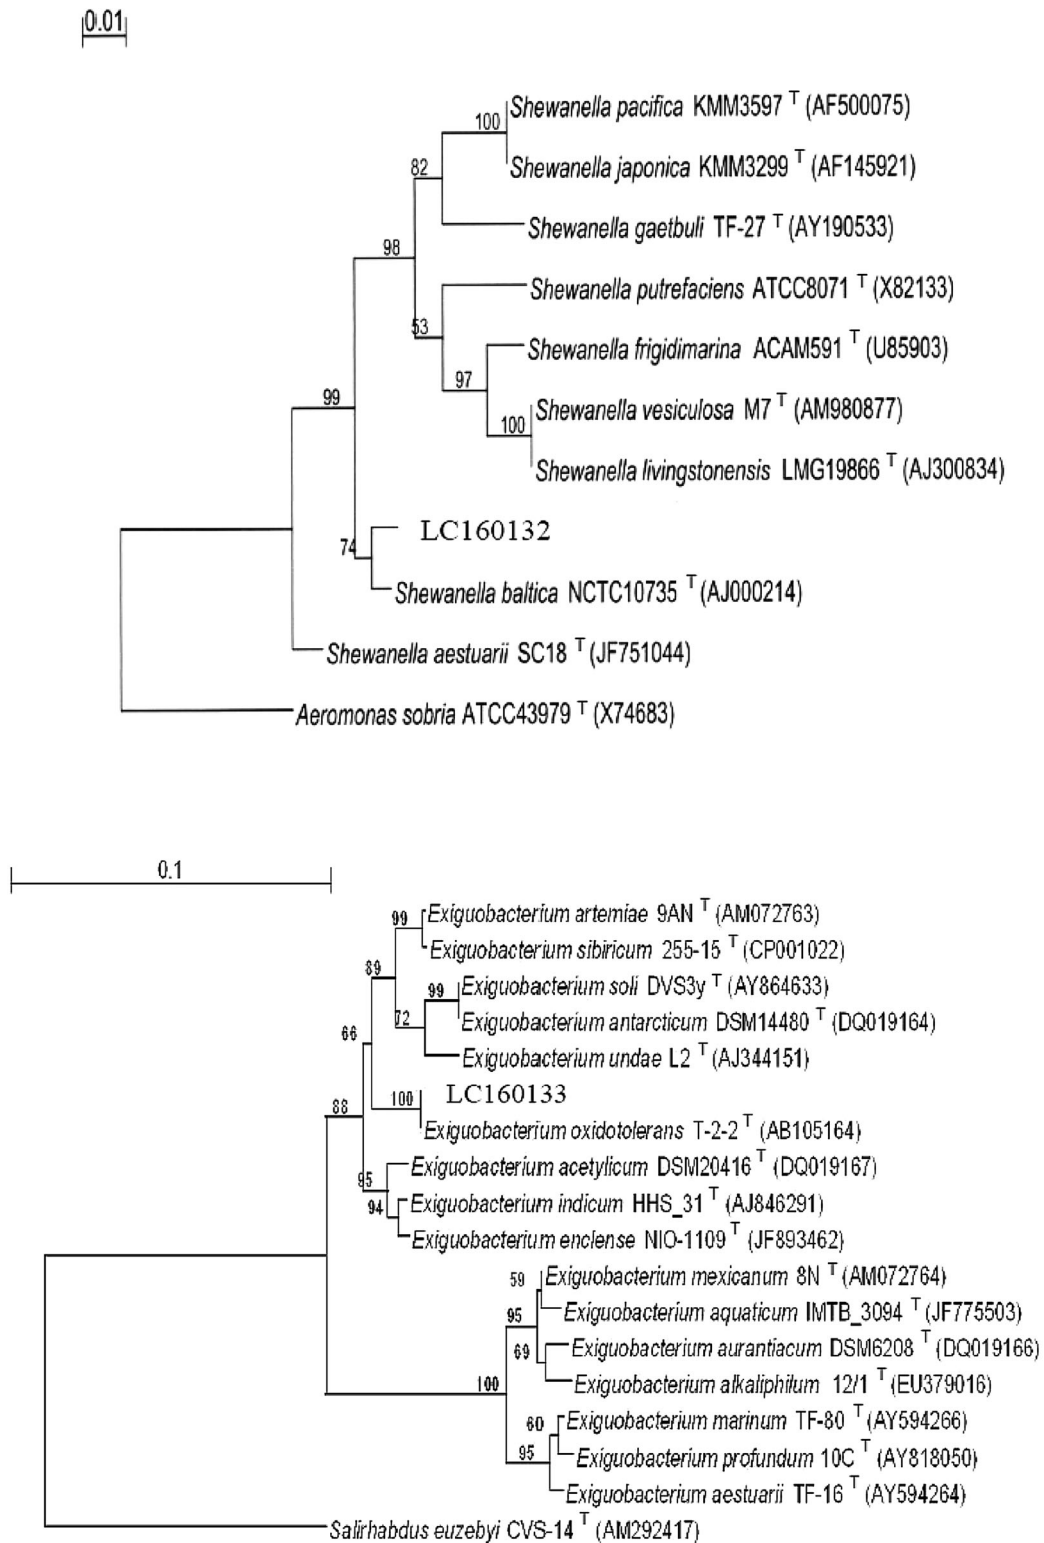 0.01
Shewanella pacifica KMM3597 T (AF500075)
100
Shewanella japonica KMM3299 T (AF145921)
82
Shewanella gaetbuli TF-27 T (AY190533)
98
Shewanella putrefaciens ATCC8071 T (X82133)
53
Shewanella frigidimarina ACAM591 T (U85903)
97
99
Shewanella vesiculosa M7 T (AM980877)
100
Shewanella livingstonensis LMG19866 T (AJ300834)
LC160132
74
Shewanella baltica NCTC10735 T (AJ000214)
Shewanella aestuarii SC18 T (JF751044)
Aeromonas sobria ATCC43979 T (X74683)
0.1
99 Exiguobacterium artemiae 9AN T (AM072763)
Exiguobacterium sibiricum 255-15 T (CP001022)
89
99 Exiguobacterium soli DVS3y T (AY864633)
72 Exiguobacterium antarcticum DSM14480 T (DQ019164)
66
Exiguobacterium undae L2 T (AJ344151)
100 LC160133
88
Exiguobacterium oxidotolerans T-2-2 T (AB105164)
Exiguobacterium acetylicum DSM20416 T (DQ019167)
95
94 Exiguobacterium indicum HHS_31 T (AJ846291)
Exiguobacterium enclense NIO-1109 T (JF893462)
59 Exiguobacterium mexicanum 8N T (AM072764)
95 Exiguobacterium aquaticum IMTB_3094 T (JF775503)
69 Exiguobacterium aurantiacum DSM6208 T (DQ019166)
100 Exiguobacterium alkaliphilum 12/1 T (EU379016)
60 Exiguobacterium marinum TF-80 T (AY594266)
95 Exiguobacterium profundum 10C T (AY818050)
Exiguobacterium aestuarii TF-16 T (AY594264)
Salirhabdus euzebyi CVS-14 T (AM292417)